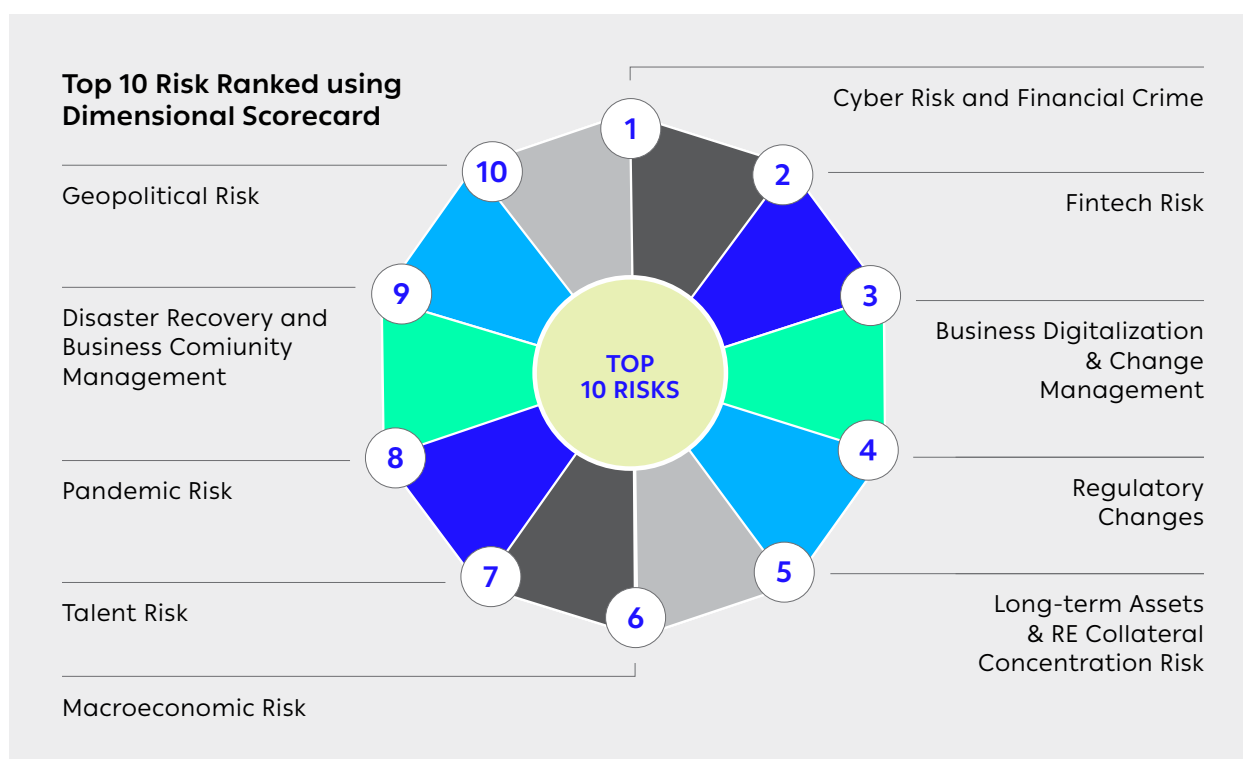 Top 10 Risk Ranked using
Dimensional Scorecard
1
Cyber Risk and Financial Crime
2
Fintech Risk
3
Business Digitalization
& Change
Management
4
Regulatory
Changes
5
Long-term Assets
& RE Collateral
Concentration Risk
6
Macroeconomic Risk
7
Talent Risk
8
Pandemic Risk
9
Disaster Recovery and
Business Comiunity
Management
10
Geopolitical Risk
TOP
10 RISKS